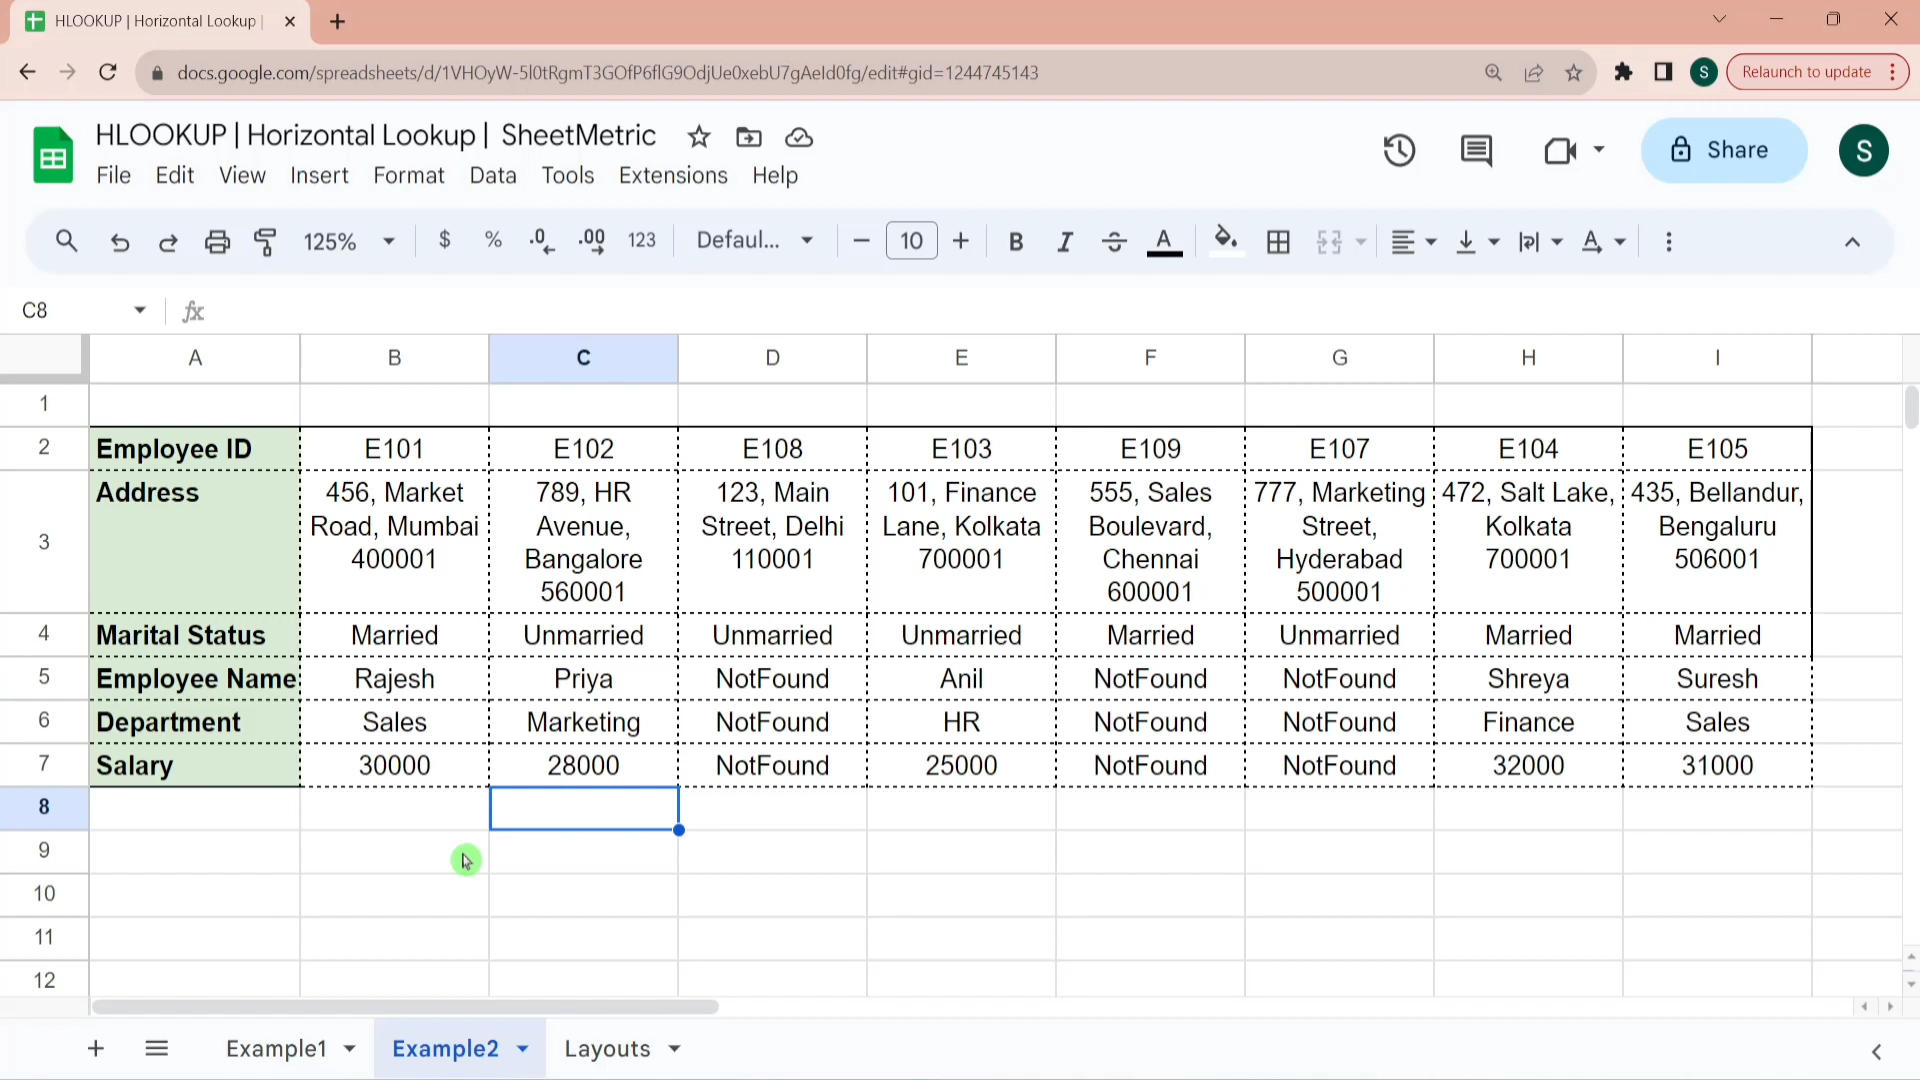 HLOOKUP | Horizontal Lookup |
docs.google.com/spreadsheets/d/1VHOyW-5l0tRgmT3GOfP6flG9OdjUe0xebU7gAeId0fg/edit#gid=1244745143
S
Relaunch to update
HLOOKUP | Horizontal Lookup | SheetMetric
File Edit View Insert Format Data Tools Extensions Help
Share
S
125% $ % .0 .00 123 Defaul... 10 B I S A A
C8 fx
A B C D E F G H I
1
2 Employee ID E101 E102 E108 E103 E109 E107 E104 E105
3 Address 456, Market Road, Mumbai 400001 789, HR Avenue, Bangalore 560001 123, Main Street, Delhi 110001 101, Finance Lane, Kolkata 700001 555, Sales Boulevard, Chennai 600001 777, Marketing Street, Hyderabad 500001 472, Salt Lake, Kolkata 700001 435, Bellandur, Bengaluru 506001
4 Marital Status Married Unmarried Unmarried Unmarried Married Unmarried Married Married
5 Employee Name Rajesh Priya NotFound Anil NotFound NotFound Shreya Suresh
6 Department Sales Marketing NotFound HR NotFound NotFound Finance Sales
7 Salary 30000 28000 NotFound 25000 NotFound NotFound 32000 31000
8
9
10
11
12
Example1 Example2 Layouts